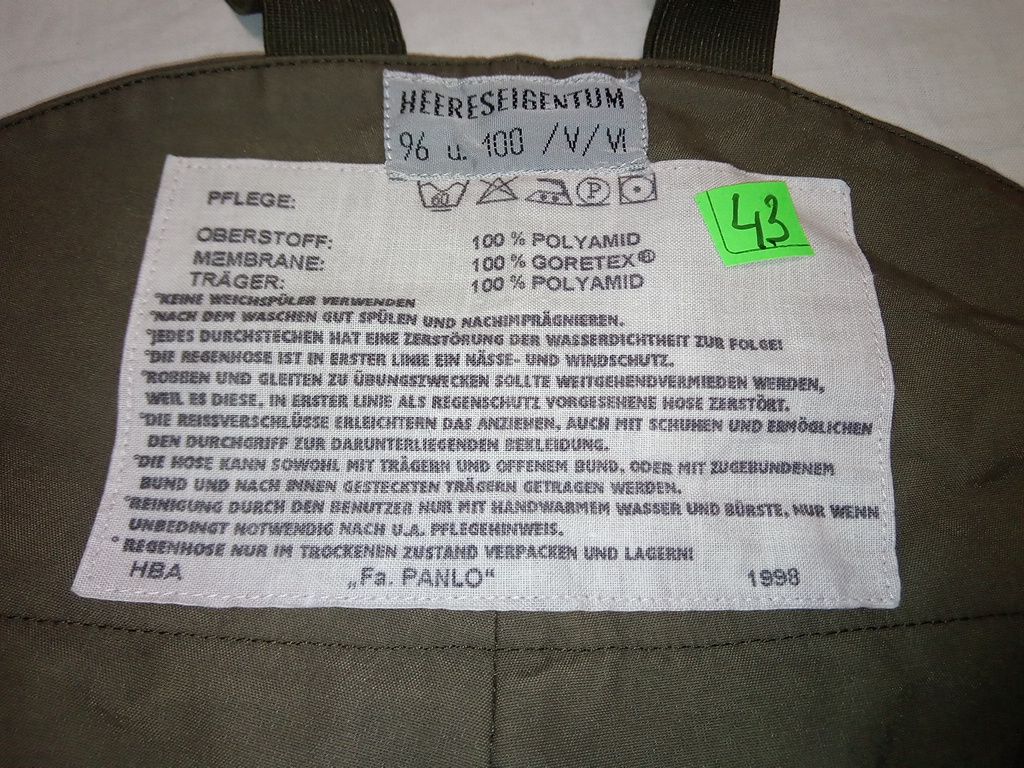 HEERESEIGENTUM
96 u. 100 /V/VI
PFLEGE: 60 P
43
OBERSTOFF: 100 % POLYAMID
MEMBRANE: 100 % GORETEX®
TRÄGER: 100 % POLYAMID
*KEINE WEICHSPÜLER VERWENDEN
*NACH DEM WASCHEN GUT SPÜLEN UND NACHIMPRÄGNIEREN.
*JEDES DURCHSTECHEN HAT EINE ZERSTÖRUNG DER WASSERDICHTHEIT ZUR FOLGE!
*DIE REGENHOSE IST IN ERSTER LINIE EIN NÄSSE- UND WINDSCHUTZ.
*ROBBEN UND GLEITEN ZU ÜBUNGSZWECKEN SOLLTE WEITGEHENDVERMIEDEN WERDEN,
WEIL ES DIESE, IN ERSTER LINIE ALS REGENSCHUTZ VORGESEHENE HOSE ZERSTÖRT.
*DIE REISSVERSCHLÜSSE ERLEICHTERN DAS ANZIEHEN, AUCH MIT SCHUHEN UND ERMÖGLICHEN
DEN DURCHGRIFF ZUR DARUNTERLIEGENDEN BEKLEIDUNG.
*DIE HOSE KANN SOWOHL MIT TRÄGERN UND OFFENEM BUND, ODER MIT ZUGEBUNDENEM
BUND UND NACH INNEN GESTECKTEN TRÄGERN GETRAGEN WERDEN.
*REINIGUNG DURCH DEN BENUTZER NUR MIT HANDWARMEM WASSER UND BÜRSTE, NUR WENN
UNBEDINGT NOTWENDIG NACH U.A. PFLEGEHINWEIS.
* REGENHOSE NUR IM TROCKENEN ZUSTAND VERPACKEN UND LAGERN!
HBA „Fa. PANLO" 1998